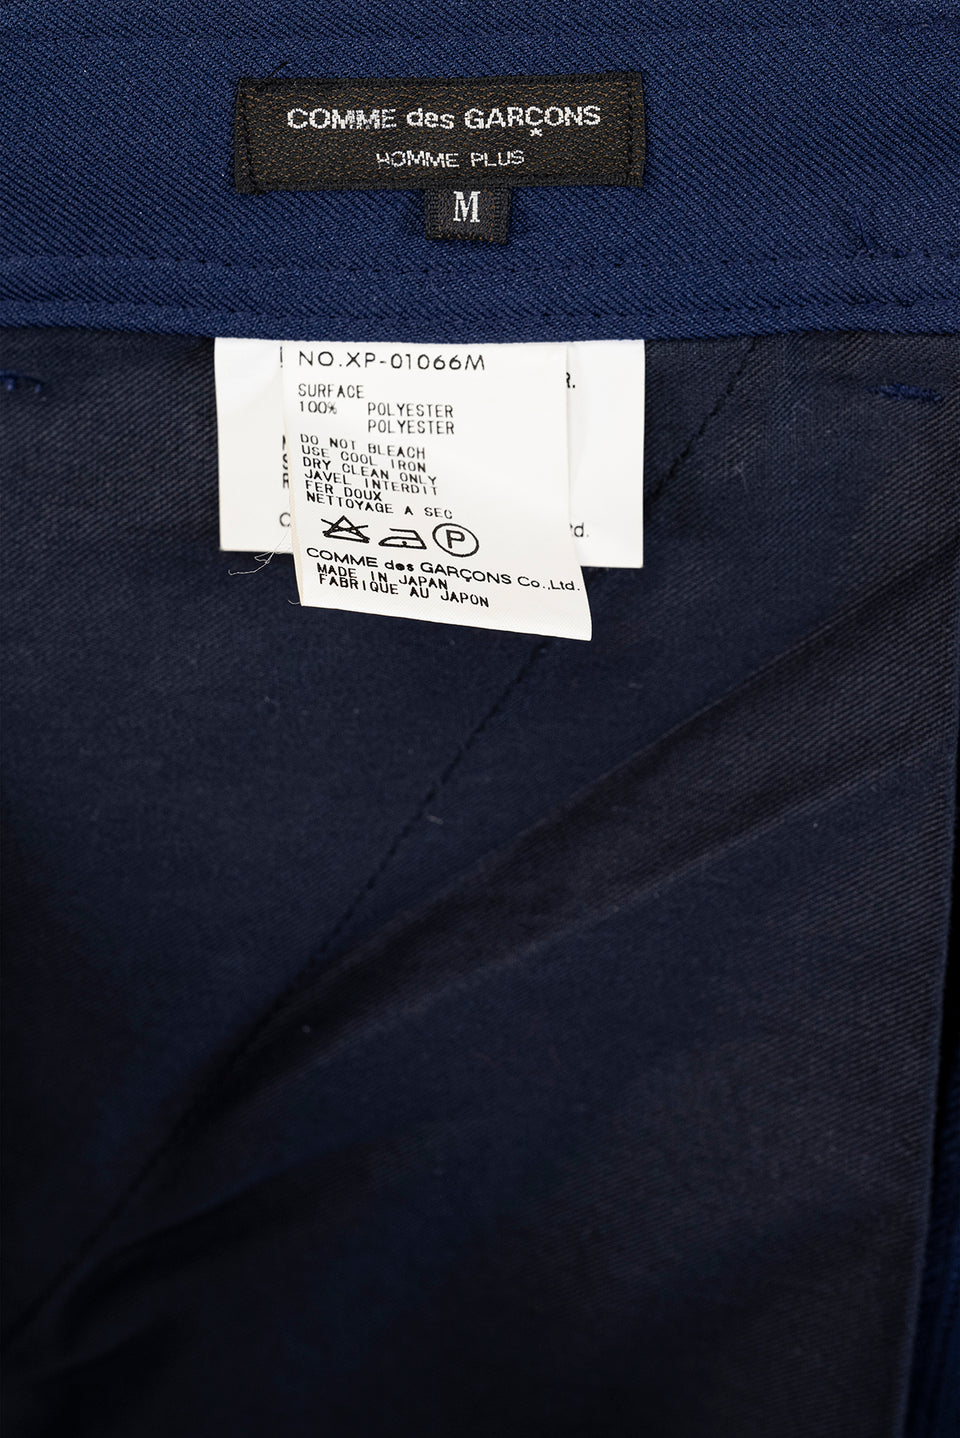 COMME des GARÇONS
HOMME PLUS
M
NO.XP-01066M
R.
SURFACE
100% POLYESTER
POLYESTER
DO NOT BLEACH
USE COOL IRON
DRY CLEAN ONLY
JAVEL INTERDIT
FER DOUX
NETTOYAGE A SEC
P
td.
COMME des GARÇONS Co.,Ltd.
MADE IN JAPAN
FABRIQUE AU JAPON